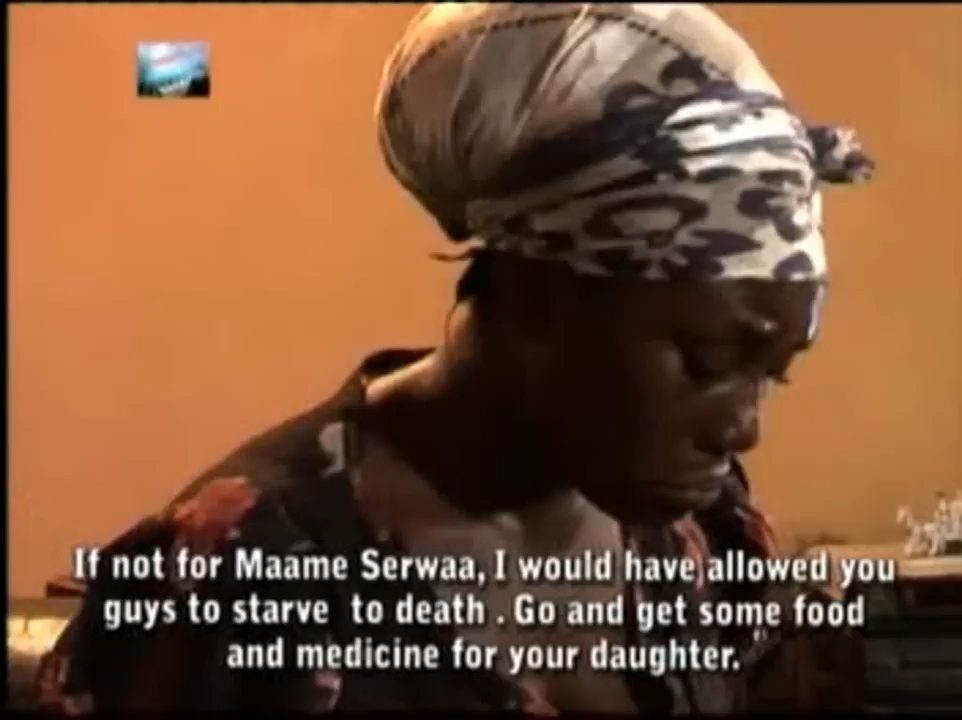 If not for Maame Serwaa, I would have allowed you
guys to starve  to death . Go and get some food
and medicine for your daughter.